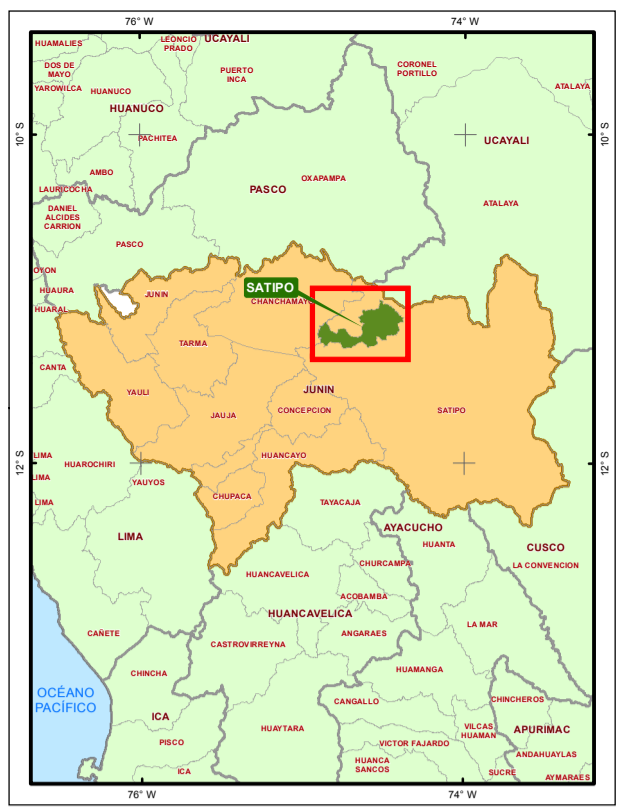 76° W
74° W
HUAMALIES
LEONCIO
PRADO
UCAYALI
DOS DE
MAYO
PUERTO
INCA
CORONEL
PORTILLO
YAROWILCA
HUANUCO
ATALAYA
HUANUCO
10° S
10° S
PACHITEA
UCAYALI
AMBO
LAURICOCHA
PASCO
OXAPAMPA
DANIEL
ALCIDES
CARRION
ATALAYA
PASCO
OYON
HUAURA
JUNIN
SATIPO
CHANCHAMAYO
HUARAL
TARMA
CANTA
YAULI
JUNIN
JAUJA
CONCEPCION
SATIPO
LIMA
HUAROCHIRI
HUANCAYO
12° S
12° S
LIMA
YAUYOS
LIMA
CHUPACA
TAYACAJA
LIMA
AYACUCHO
HUANTA
CUSCO
LA CONVENCION
HUANCAVELICA
CHURCAMPA
ACOBAMBA
HUANCAVELICA
LA MAR
CAÑETE
CASTROVIRREYNA
ANGARAES
CHINCHA
HUAMANGA
OCÉANO
PACÍFICO
CANGALLO
CHINCHEROS
ICA
HUAYTARA
VILCAS
HUAMAN
APURIMAC
PISCO
VICTOR FAJARDO
ANDAHUAYLAS
HUANCA
SANCOS
ICA
SUCRE
AYMARAES
76° W
74° W